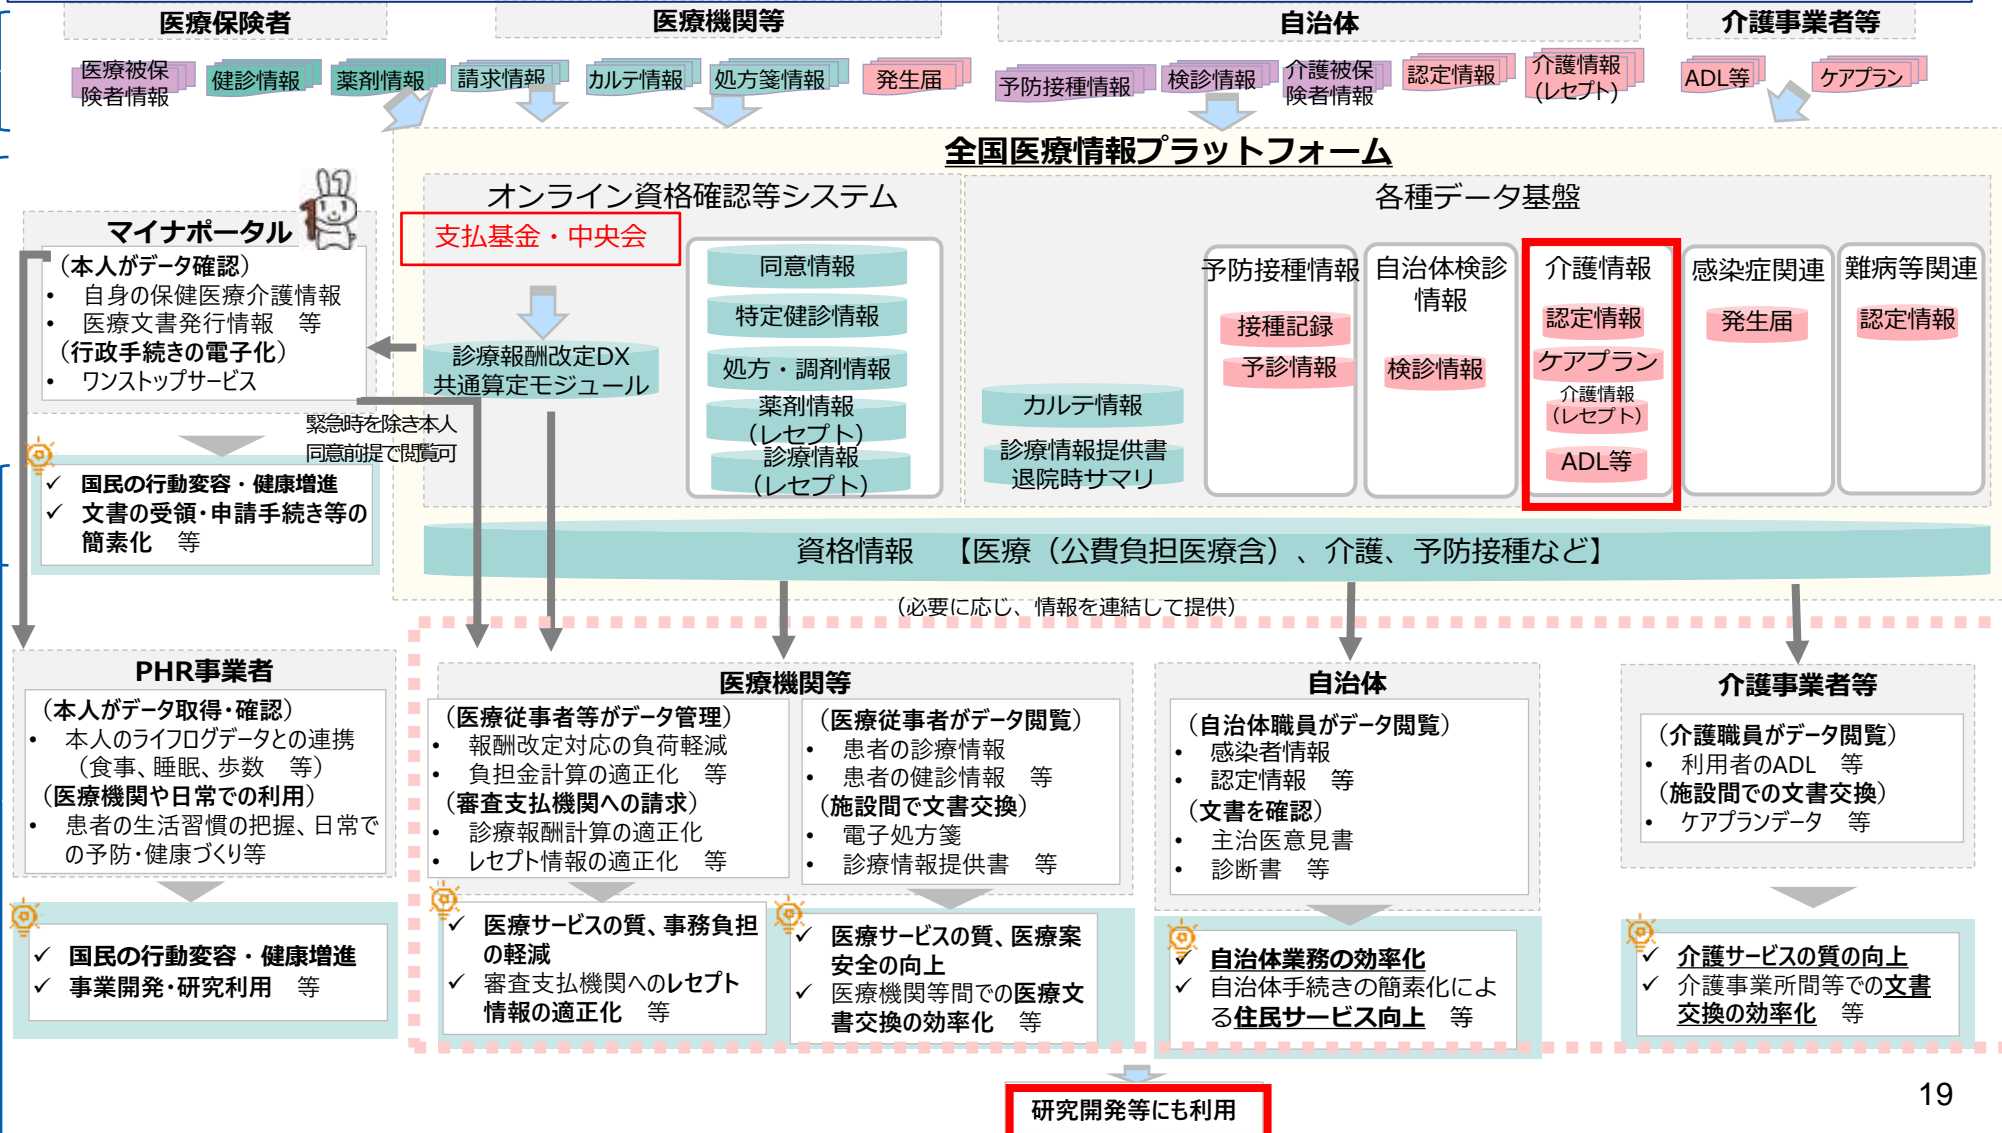 医療保険者
医療機関等
自治体
介護事業者等
医療被保
険者情報
健診情報
薬剤情報
請求情報
カルテ情報
処方箋情報
発生届
予防接種情報
検診情報
介護被保
険者情報
認定情報
介護情報
(レセプト)
ADL等
ケアプラン
全国医療情報プラットフォーム
オンライン資格確認等システム
支払基金・中央会
診療報酬改定DX
共通算定モジュール
同意情報
特定健診情報
処方・調剤情報
薬剤情報
(レセプト)
診療情報
(レセプト)
各種データ基盤
カルテ情報
診療情報提供書
退院時サマリ
予防接種情報
接種記録
予診情報
自治体検診
情報
検診情報
介護情報
認定情報
ケアプラン
介護情報
(レセプト)
ADL等
感染症関連
発生届
難病等関連
認定情報
資格情報 【医療（公費負担医療含）、介護、予防接種など】
（必要に応じ、情報を連結して提供）
マイナポータル
（本人がデータ確認）
• 自身の保健医療介護情報
• 医療文書発行情報 等
（行政手続きの電子化）
• ワンストップサービス
緊急時を除き本人
同意前提で閲覧可
✓ 国民の行動変容・健康増進
✓ 文書の受領・申請手続き等の
簡素化 等
PHR事業者
（本人がデータ取得・確認）
• 本人のライフログデータとの連携
（食事、睡眠、歩数 等）
（医療機関や日常での利用）
• 患者の生活習慣の把握、日常で
の予防・健康づくり等
✓ 国民の行動変容・健康増進
✓ 事業開発・研究利用 等
医療機関等
（医療従事者等がデータ管理）
• 報酬改定対応の負荷軽減
• 負担金計算の適正化 等
（審査支払機関への請求）
• 診療報酬計算の適正化
• レセプト情報の適正化 等
（医療従事者がデータ閲覧）
• 患者の診療情報
• 患者の健診情報 等
（施設間で文書交換）
• 電子処方箋
• 診療情報提供書 等
✓ 医療サービスの質、事務負担
の軽減
✓ 審査支払機関へのレセプト
情報の適正化 等
✓ 医療サービスの質、医療案
安全の向上
✓ 医療機関等間での医療文
書交換の効率化 等
自治体
（自治体職員がデータ閲覧）
• 感染者情報
• 認定情報 等
（文書を確認）
• 主治医意見書
• 診断書 等
✓ 自治体業務の効率化
✓ 自治体手続きの簡素化によ
る住民サービス向上 等
介護事業者等
（介護職員がデータ閲覧）
• 利用者のADL 等
（施設間での文書交換）
• ケアプランデータ 等
✓ 介護サービスの質の向上
✓ 介護事業所間等での文書
交換の効率化 等
研究開発等にも利用
19